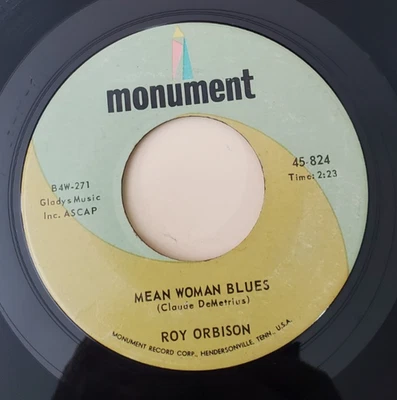 monument
B4W-271
Gladys Music
Inc. ASCAP
45-824
Time: 2:23
MEAN WOMAN BLUES
(Claude DeMetrius)
ROY ORBISON
MONUMENT RECORD CORP., HENDERSONVILLE, TENN., U.S.A.